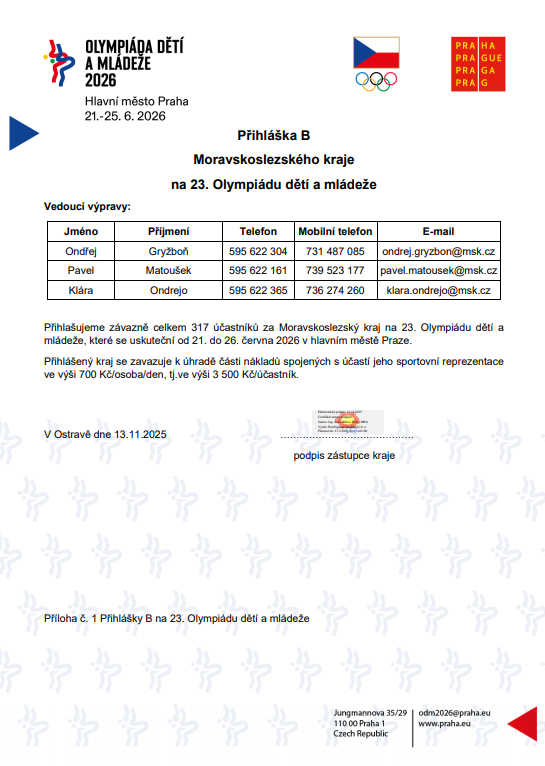 OLYMPIÁDA DĚTÍ
A MLÁDEŽE
2026
Hlavní město Praha
21.-25. 6. 2026
PRA HA
PRA GUE
PRA GA
PRA G
Přihláška B
Moravskoslezského kraje
na 23. Olympiádu dětí a mládeže
Vedoucí výpravy:
Jméno Příjmení Telefon Mobilní telefon E-mail
Ondřej Gryžboň 595 622 304 731 487 085 ondrej.gryzbon@msk.cz
Pavel Matoušek 595 622 161 739 523 177 pavel.matousek@msk.cz
Klára Ondrejo 595 622 365 736 274 260 klara.ondrejo@msk.cz
Přihlašujeme závazně celkem 317 účastníků za Moravskoslezský kraj na 23. Olympiádu dětí a
mládeže, které se uskuteční od 21. do 26. června 2026 v hlavním městě Praze.
Přihlášený kraj se zavazuje k úhradě části nákladů spojených s účastí jeho sportovní reprezentace
ve výši 700 Kč/osoba/den, tj.ve výši 3 500 Kč/účastník.
V Ostravě dne 13.11.2025
podpis zástupce kraje
Příloha č. 1 Přihlášky B na 23. Olympiádu dětí a mládeže
Jungmannova 35/29 odm2026@praha.eu
110 00 Praha 1 www.praha.eu
Czech Republic